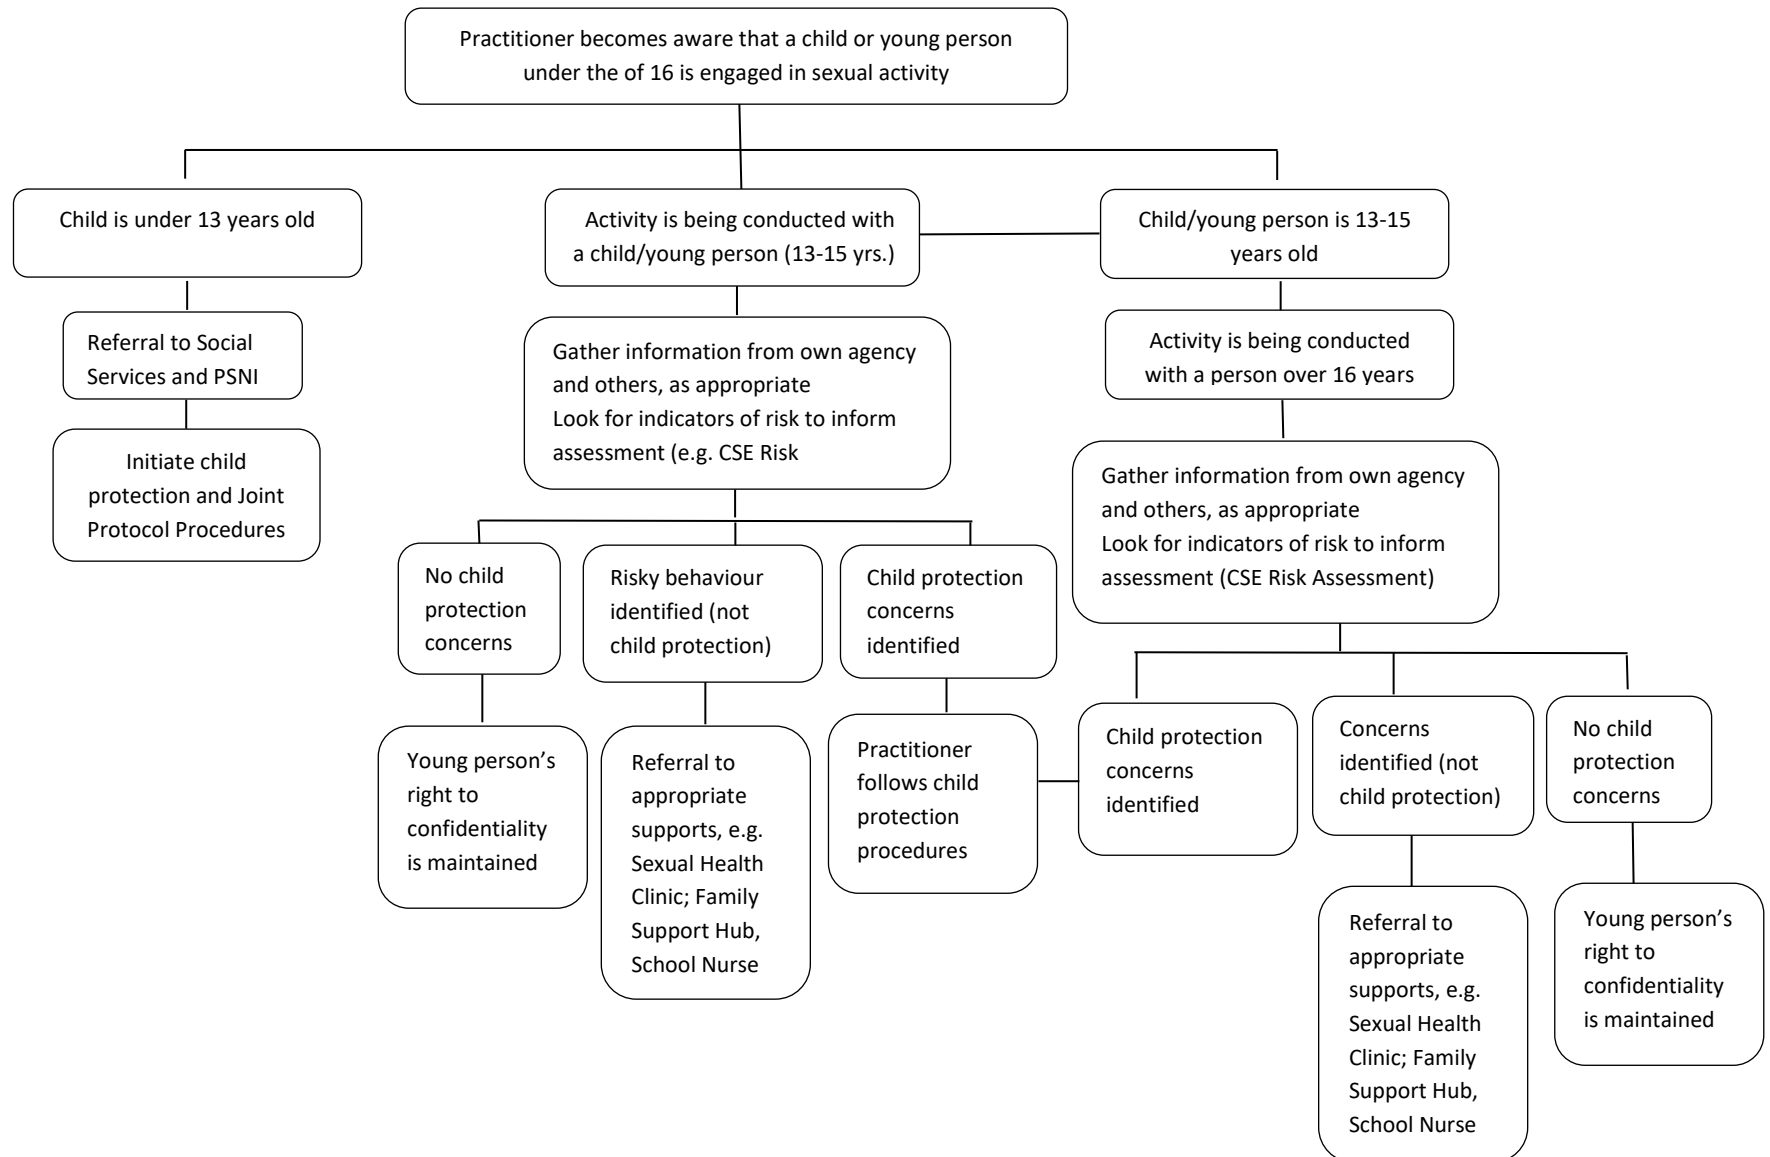 Practitioner becomes aware that a child or young person
under the of 16 is engaged in sexual activity
Child is under 13 years old
Referral to Social
Services and PSNI
Initiate child
protection and Joint
Protocol Procedures
Activity is being conducted with
a child/young person (13-15 yrs.)
Gather information from own agency
and others, as appropriate
Look for indicators of risk to inform
assessment (e.g. CSE Risk
No child
protection
concerns
Young person’s
right to
confidentiality
is maintained
Risky behaviour
identified (not
child protection)
Referral to
appropriate
supports, e.g.
Sexual Health
Clinic; Family
Support Hub,
School Nurse
Child protection
concerns
identified
Practitioner
follows child
protection
procedures
Child/young person is 13-15
years old
Activity is being conducted
with a person over 16 years
Gather information from own agency
and others, as appropriate
Look for indicators of risk to inform
assessment (CSE Risk Assessment)
Child protection
concerns
identified
Concerns
identified (not
child protection)
Referral to
appropriate
supports, e.g.
Sexual Health
Clinic; Family
Support Hub,
School Nurse
No child
protection
concerns
Young person’s
right to
confidentiality
is maintained